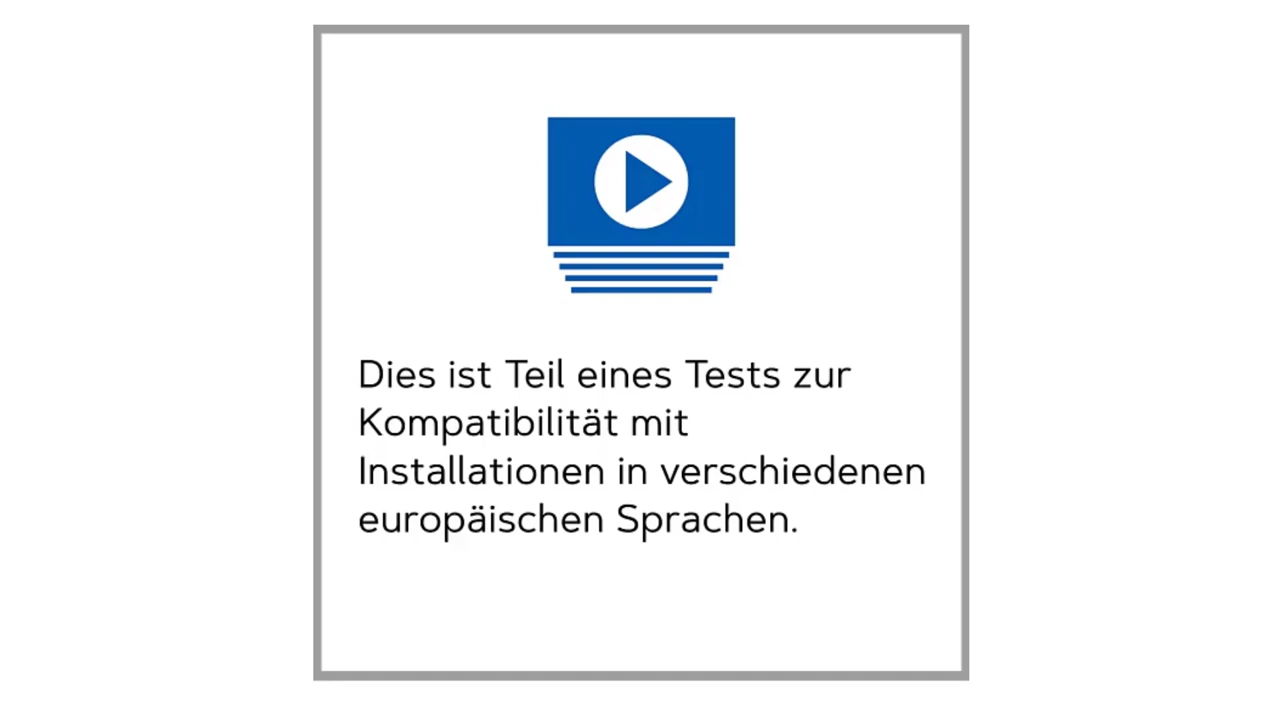 Dies ist Teil eines Tests zur
Kompatibilität mit
Installationen in verschiedenen
europäischen Sprachen.